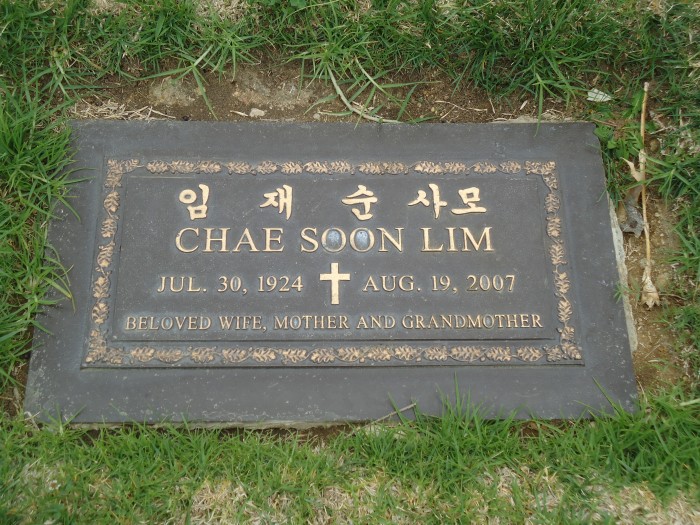 임 재 순 사모
CHAE SOON LIM
JUL. 30, 1924 AUG. 19, 2007
BELOVED WIFE, MOTHER AND GRANDMOTHER